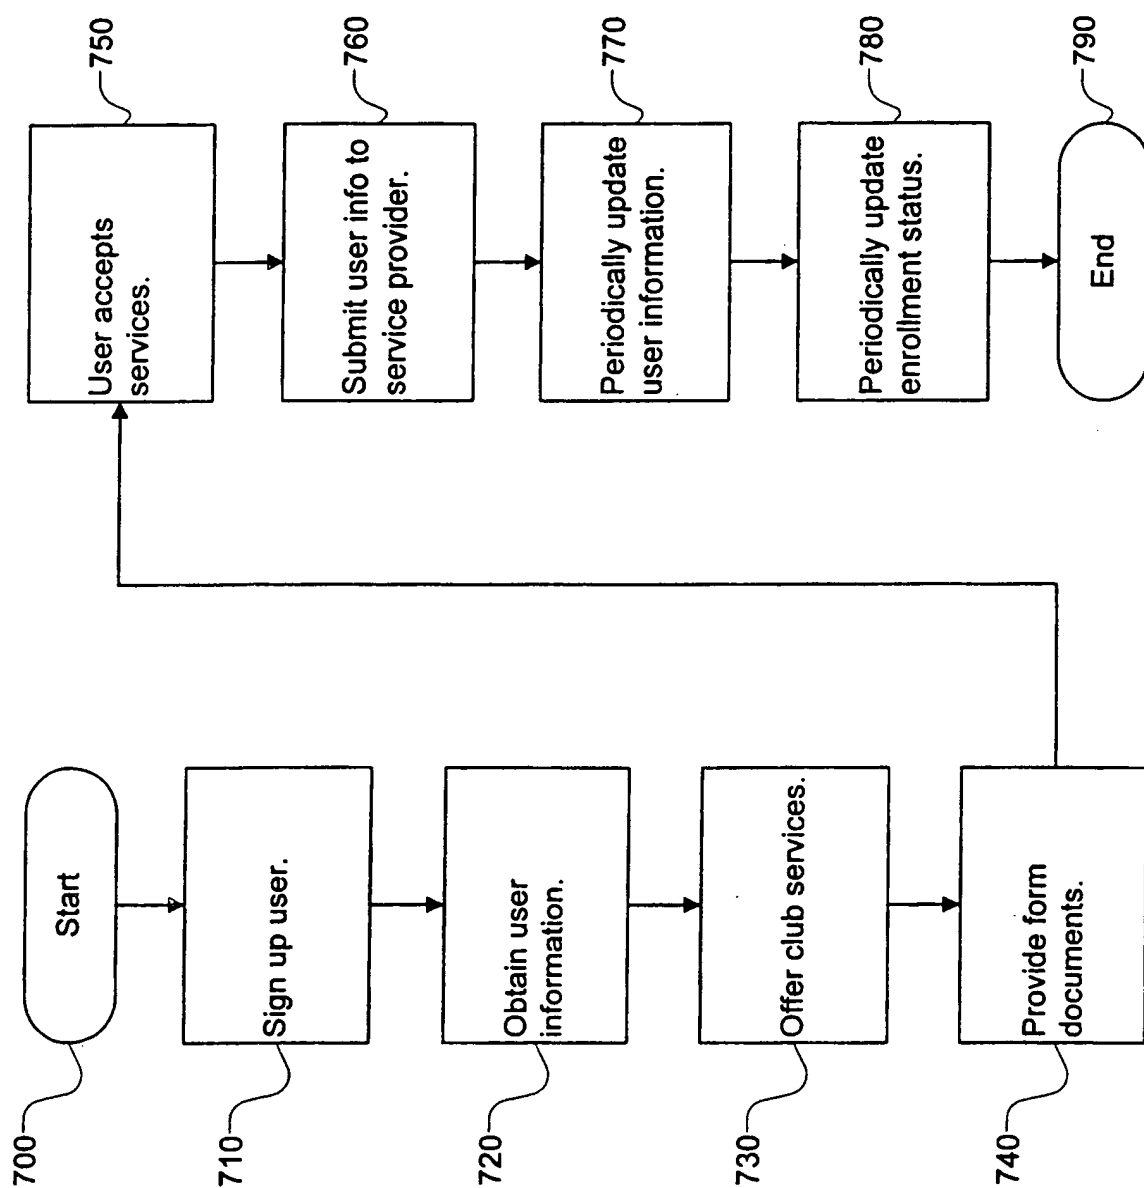 700
Start
710
Sign up user.
720
Obtain user
information.
730
Offer club services.
740
Provide form
documents.
750
User accepts
services.
760
Submit user info to
service provider.
770
Periodically update
user information.
780
Periodically update
enrollment status.
790
End